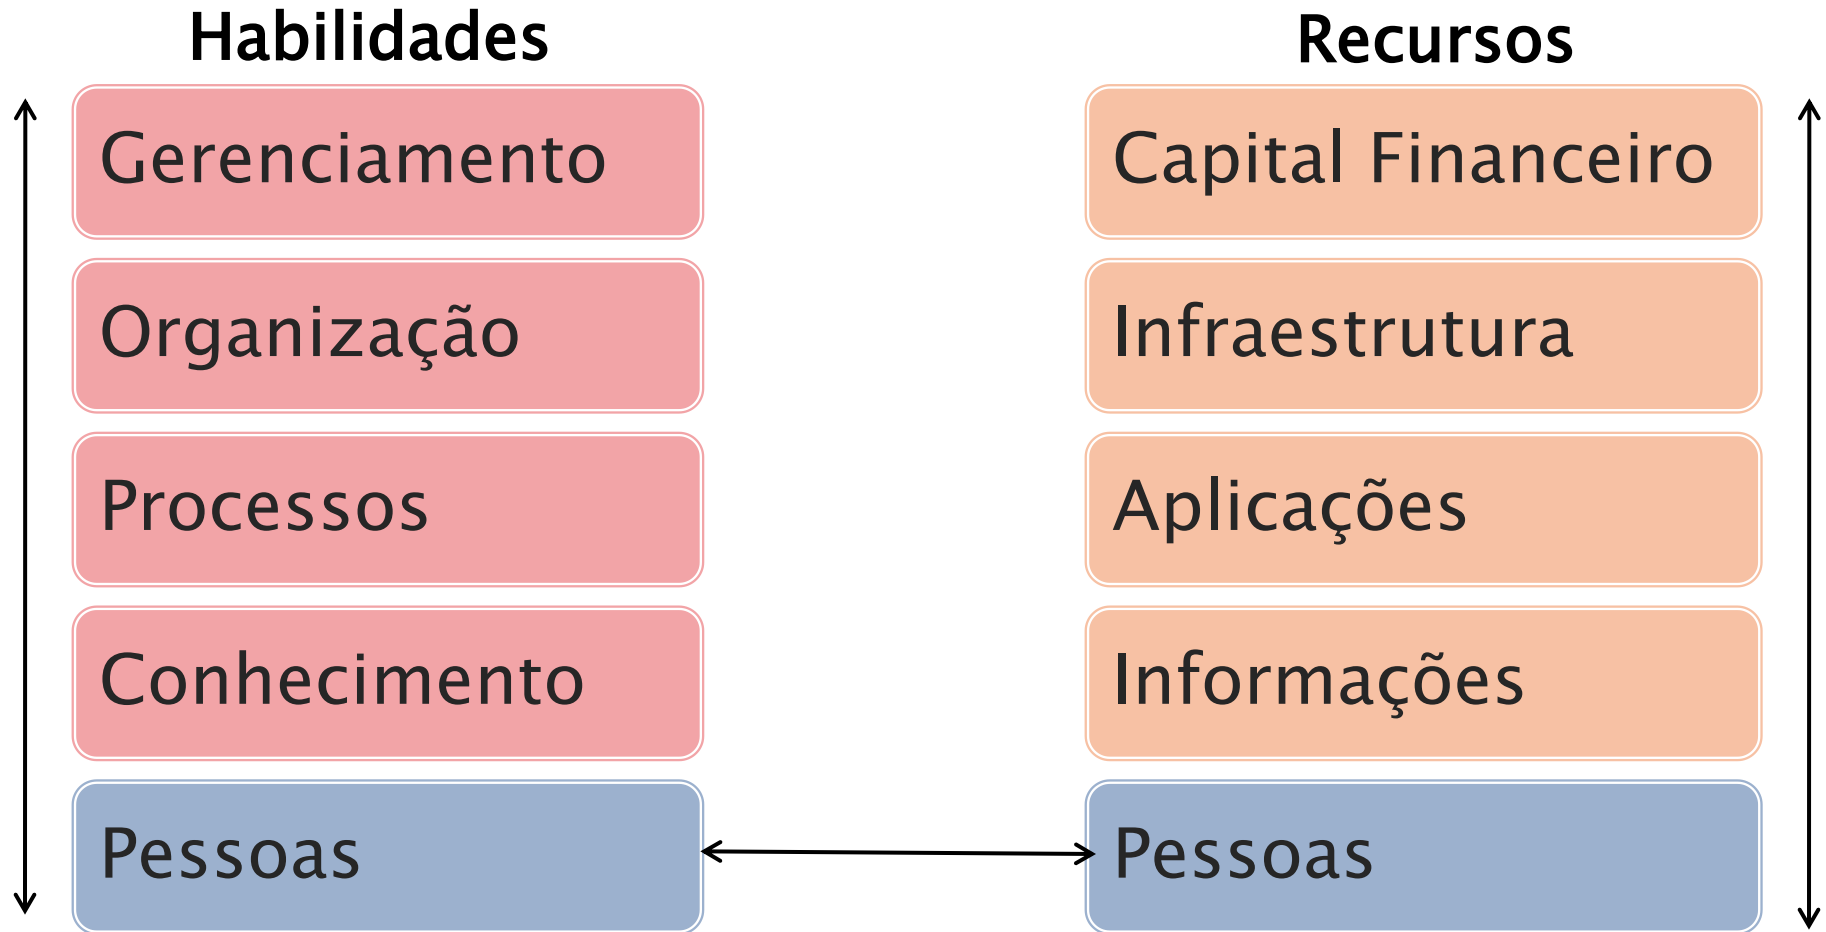 Habilidades
Gerenciamento
Organização
Processos
Conhecimento
Pessoas
Recursos
Capital Financeiro
Infraestrutura
Aplicações
Informações
Pessoas